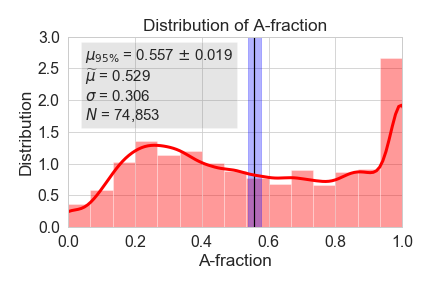 Distribution of A-fraction
μ95% = 0.557 ± 0.019
μ̃ = 0.529
σ = 0.306
N = 74,853
Distribution
3.0
2.5
2.0
1.5
1.0
0.5
0.0
0.0 0.2 0.4 0.6 0.8 1.0
A-fraction